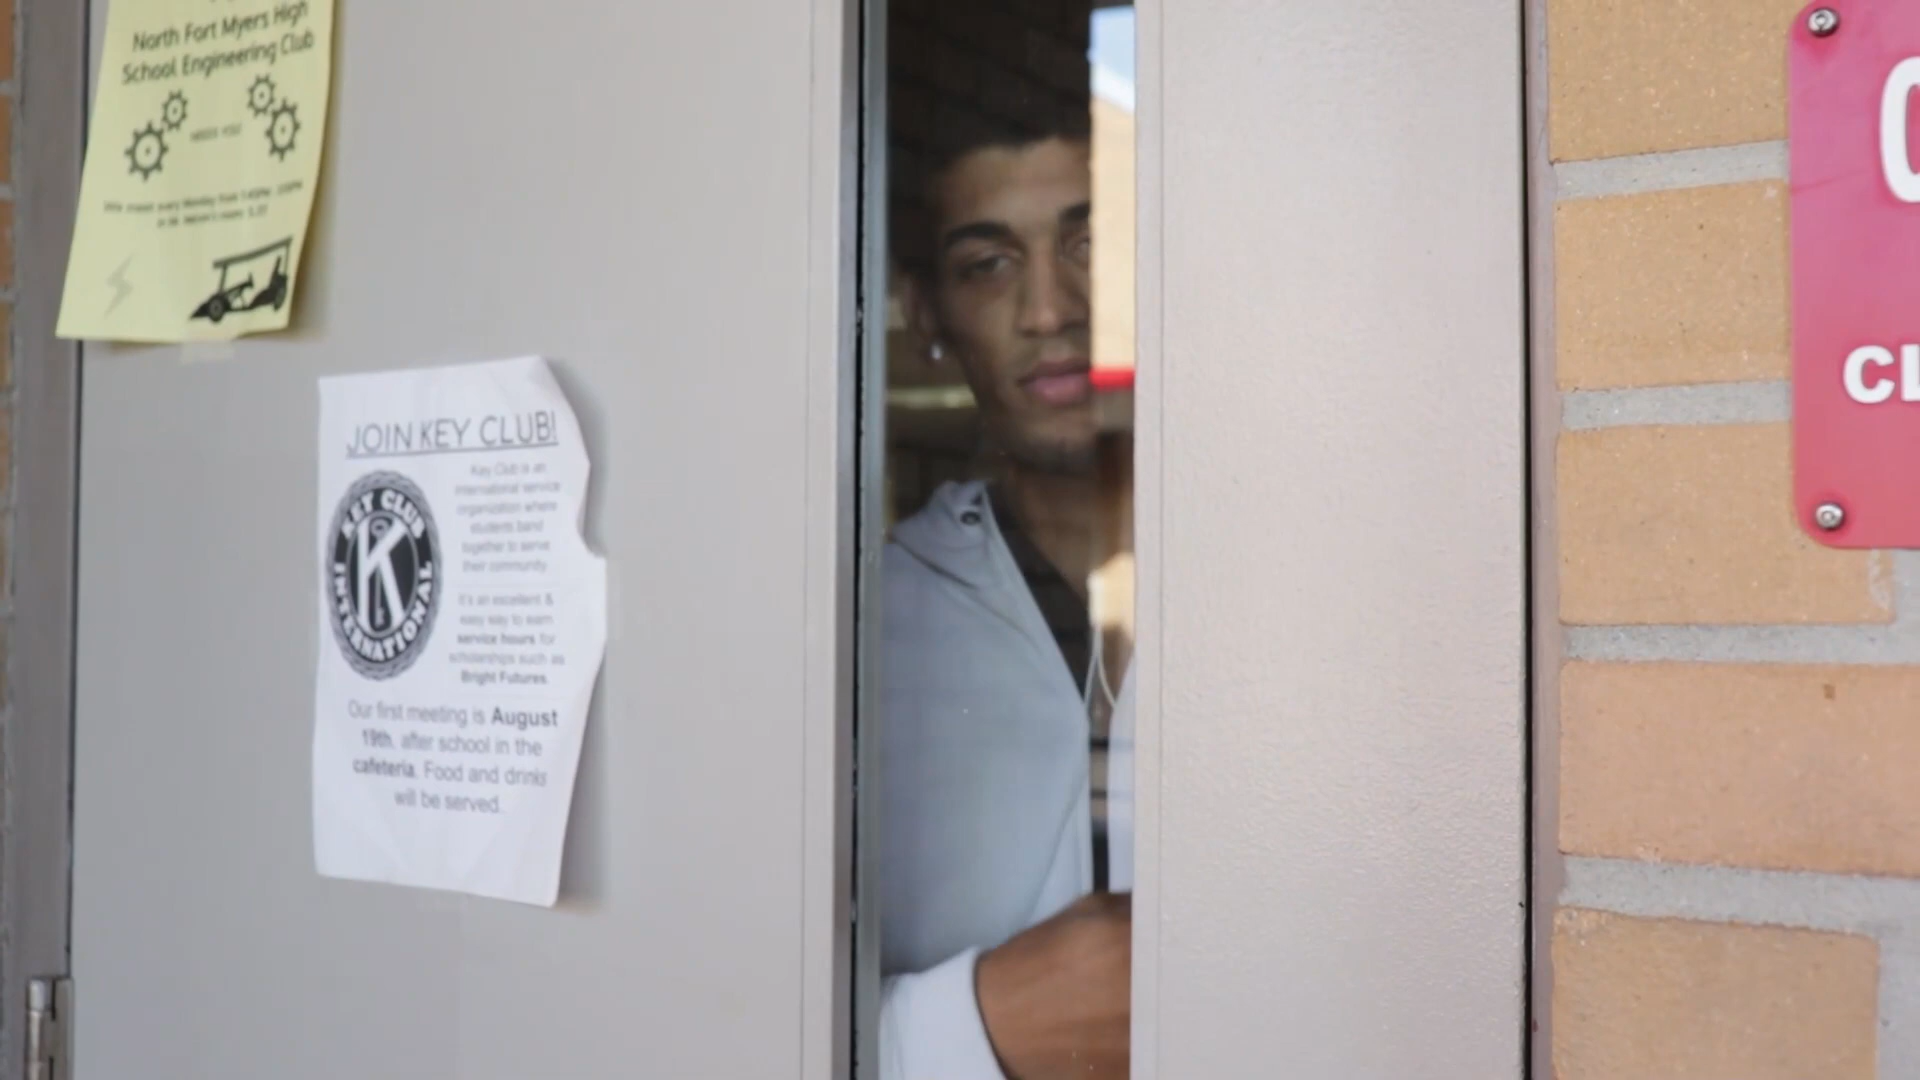 North Fort Myers High
School Engineering Club
NEED YOU
JOIN KEY CLUB!
KEY CLUB
K
INTERNATIONAL
Key Club is an
international service
organization where
students band
together to serve
their community.
It's an excellent &
easy way to earn
service hours for
scholarships such as
Bright Futures.
Our first meeting is August
19th, after school in the
cafeteria. Food and drinks
will be served.
CL